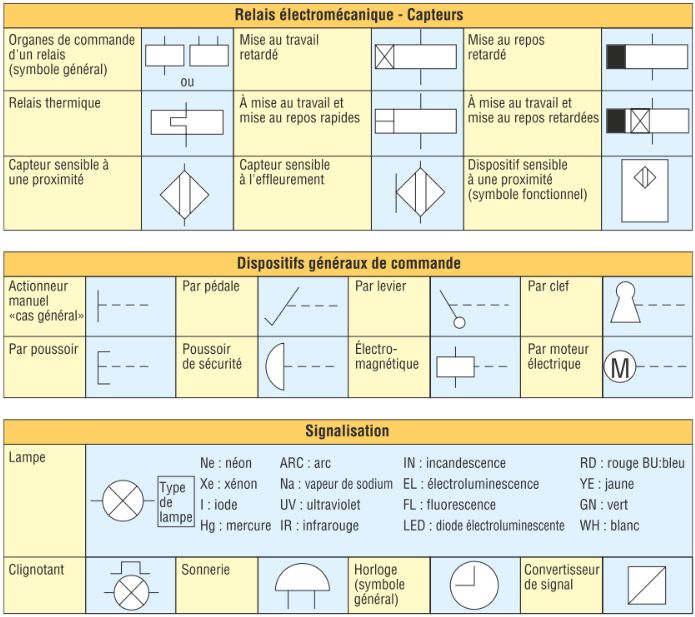 Relais électromécanique - Capteurs
Organes de commande
d'un relais
(symbole général)
ou
Mise au travail
retardé
Mise au repos
retardé
Relais thermique
À mise au travail et
mise au repos rapides
À mise au travail et
mise au repos retardées
Capteur sensible à
une proximité
Capteur sensible
à l'effleurement
Dispositif sensible
à une proximité
(symbole fonctionnel)
Dispositifs généraux de commande
Actionneur
manuel
«cas général»
Par pédale
Par levier
Par clef
Par poussoir
Poussoir
de sécurité
Électro-
magnétique
Par moteur
électrique
M
Signalisation
Lampe
Type
de
lampe
Ne : néon
Xe : xénon
I : iode
Hg : mercure
ARC : arc
Na : vapeur de sodium
UV : ultraviolet
IR : infrarouge
IN : incandescence
EL : électroluminescence
FL : fluorescence
LED : diode électroluminescente
RD : rouge BU:bleu
YE : jaune
GN : vert
WH : blanc
Clignotant
Sonnerie
Horloge
(symbole
général)
Convertisseur
de signal